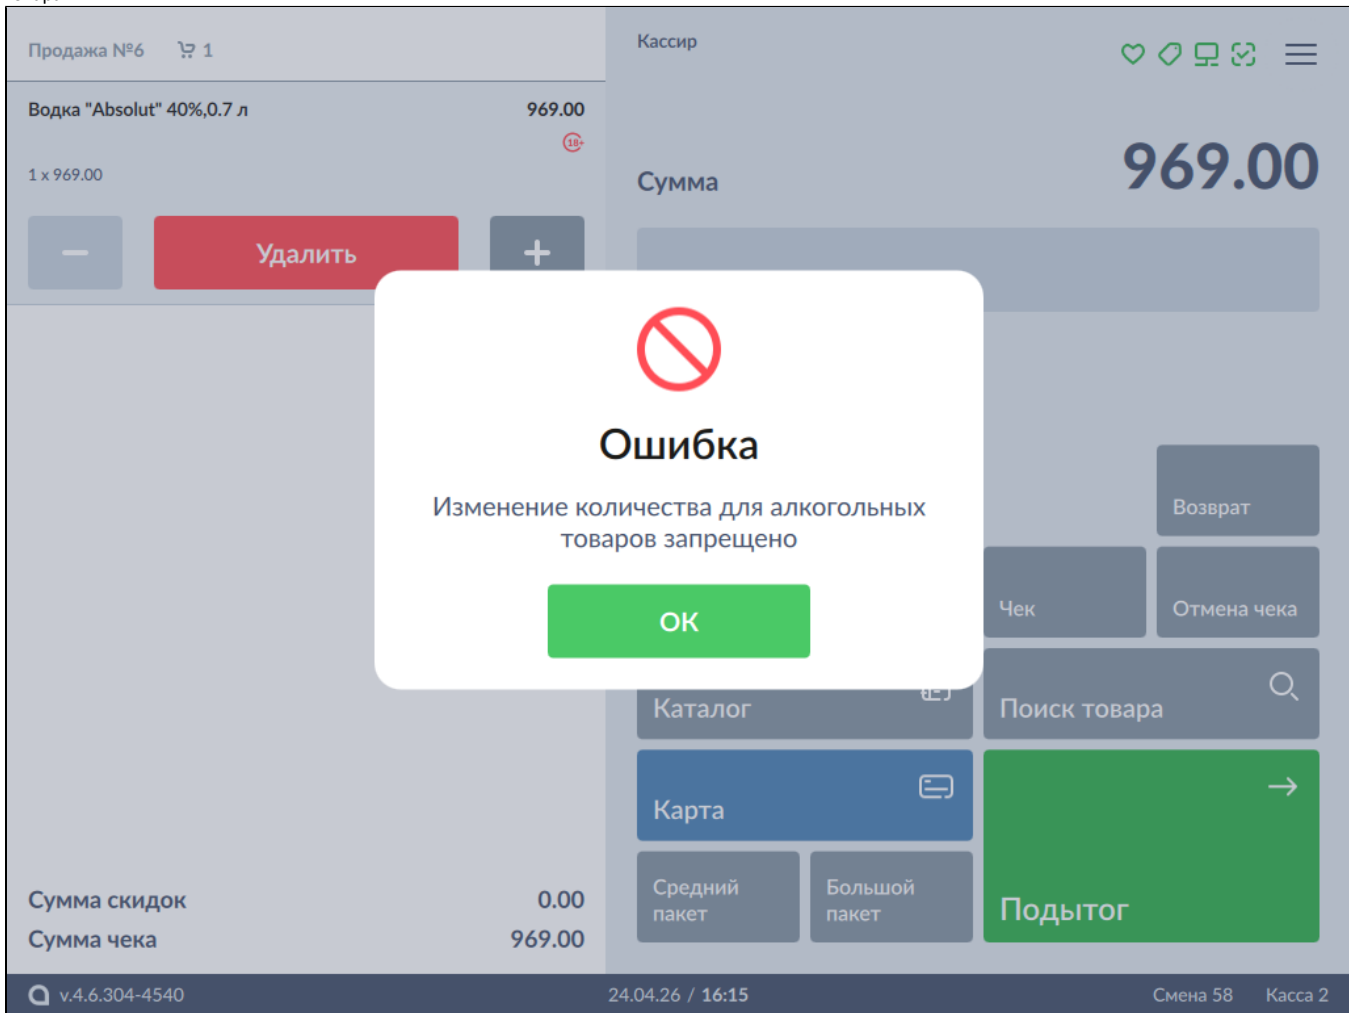 Продажа №6 1
Кассир
Водка "Absolut" 40%,0.7 л 969.00
18+
1 x 969.00
Сумма 969.00
Удалить
Ошибка
Изменение количества для алкогольных
товаров запрещено
ОК
Возврат
Чек
Отмена чека
Каталог
Поиск товара
Карта
Средний
пакет
Большой
пакет
Подытог
Сумма скидок 0.00
Сумма чека 969.00
v.4.6.304-4540
24.04.26 / 16:15
Смена 58 Касса 2